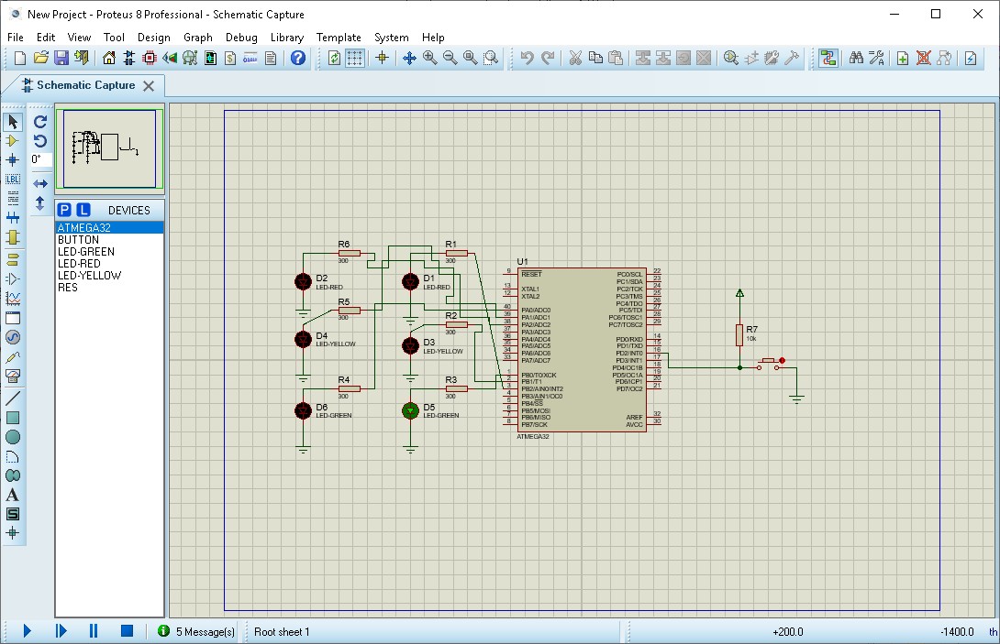 New Project - Proteus 8 Professional - Schematic Capture
File Edit View Tool Design Graph Debug Library Template System Help
Schematic Capture
0°
LBL
P L DEVICES
ATMEGA32
BUTTON
LED-GREEN
LED-RED
LED-YELLOW
RES
A
S
R6
300
D2
LED-RED
R5
300
D4
LED-YELLOW
R4
300
D6
LED-GREEN
R1
300
D1
LED-RED
R2
300
D3
LED-YELLOW
R3
300
D5
LED-GREEN
U1
9 RESET
13 XTAL1
12 XTAL2
40 PA0/ADC0
39 PA1/ADC1
38 PA2/ADC2
37 PA3/ADC3
36 PA4/ADC4
35 PA5/ADC5
34 PA6/ADC6
33 PA7/ADC7
1 PB0/T0/XCK
2 PB1/T1
3 PB2/AIN0/INT2
4 PB3/AIN1/OC0
5 PB4/SS
6 PB5/MOSI
7 PB6/MISO
8 PB7/SCK
PC0/SCL 22
PC1/SDA 23
PC2/TCK 24
PC3/TMS 25
PC4/TDO 26
PC5/TDI 27
PC6/TOSC1 28
PC7/TOSC2 29
PD0/RXD 14
PD1/TXD 15
PD2/INT0 16
PD3/INT1 17
PD4/OC1B 18
PD5/OC1A 19
PD6/ICP1 20
PD7/OC2 21
AREF 32
AVCC 30
ATMEGA32
R7
10k
5 Message(s) Root sheet 1 +200.0 -1400.0 th